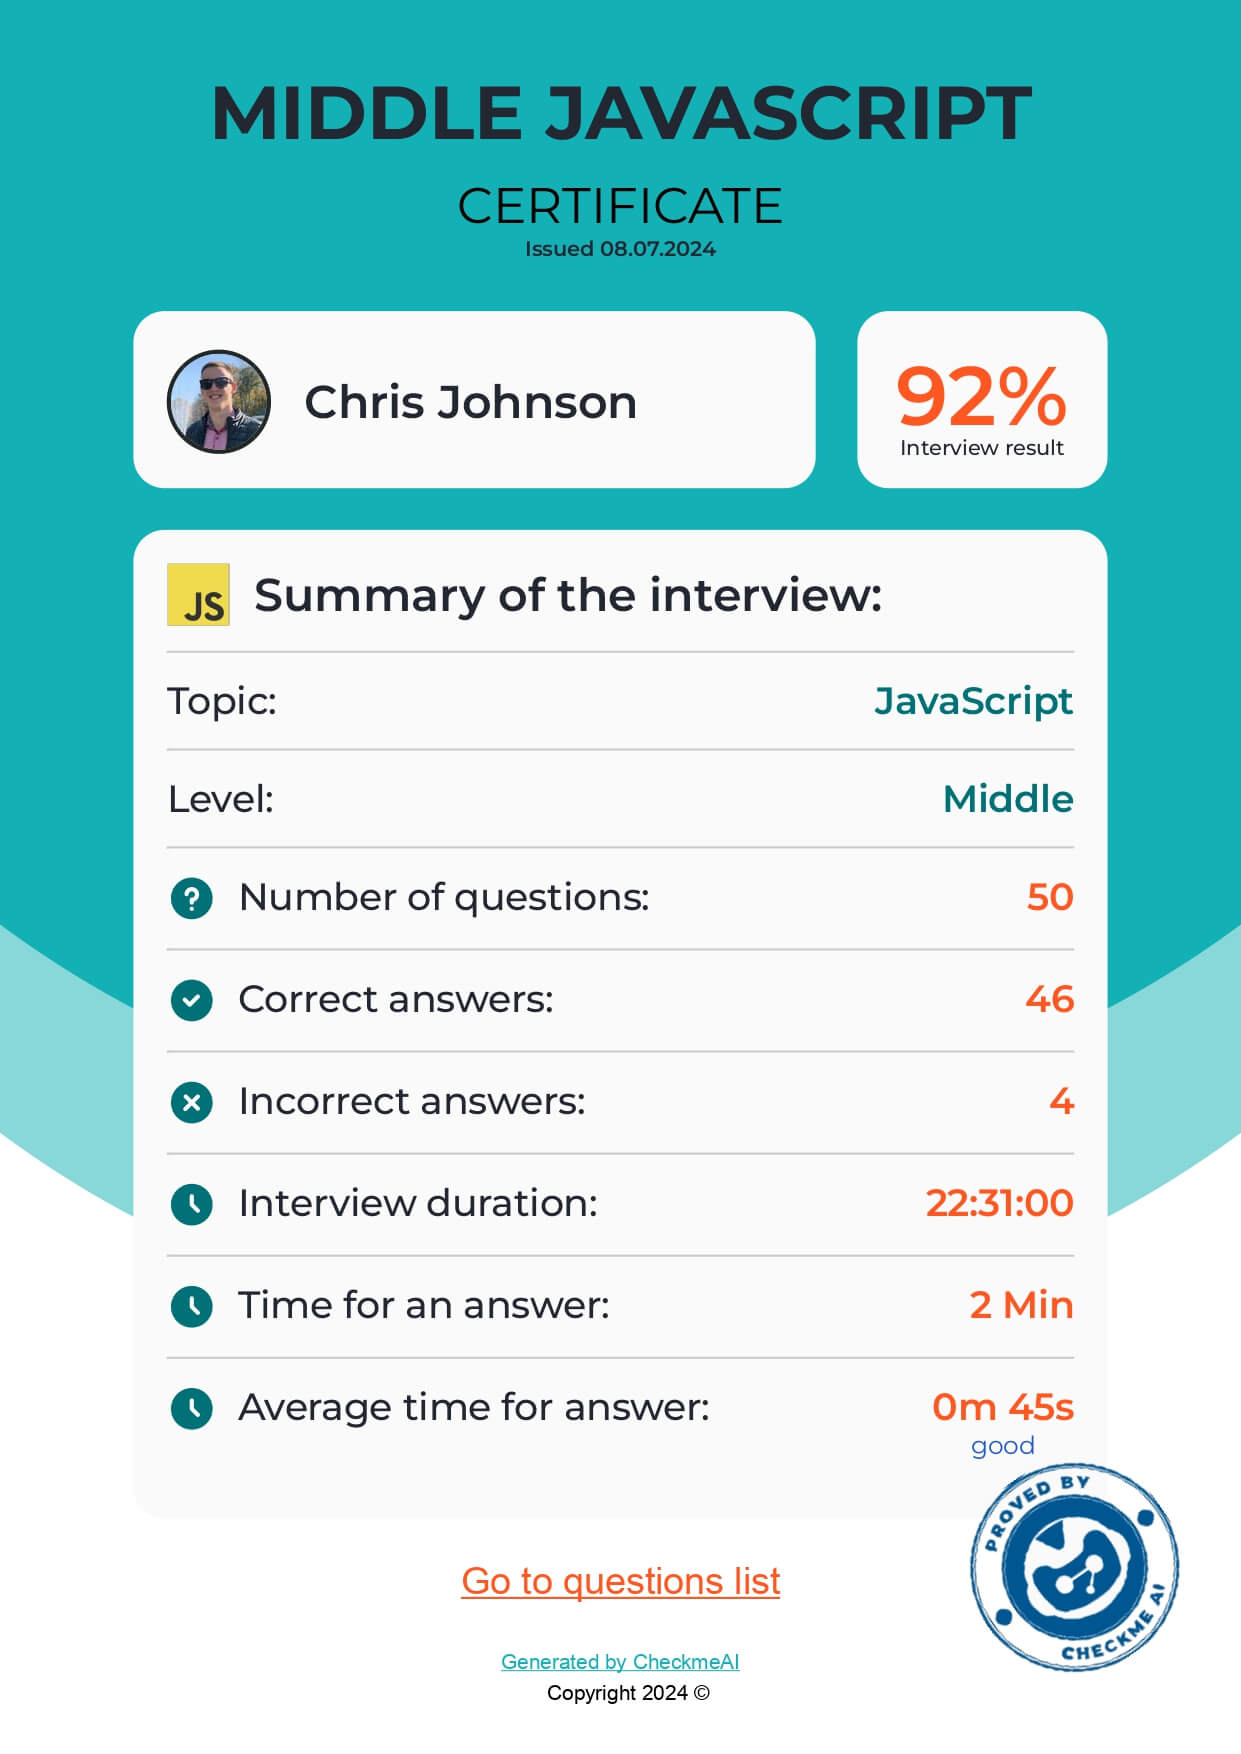 MIDDLE JAVASCRIPT
CERTIFICATE
Issued 08.07.2024
Chris Johnson
92%
Interview result
JS
Summary of the interview:
Topic:
JavaScript
Level:
Middle
Number of questions:
50
Correct answers:
46
Incorrect answers:
4
Interview duration:
22:31:00
Time for an answer:
2 Min
Average time for answer:
0m 45s
good
PROVED BY
CHECKME AI
Go to questions list
Generated by CheckmeAI
Copyright 2024 ©